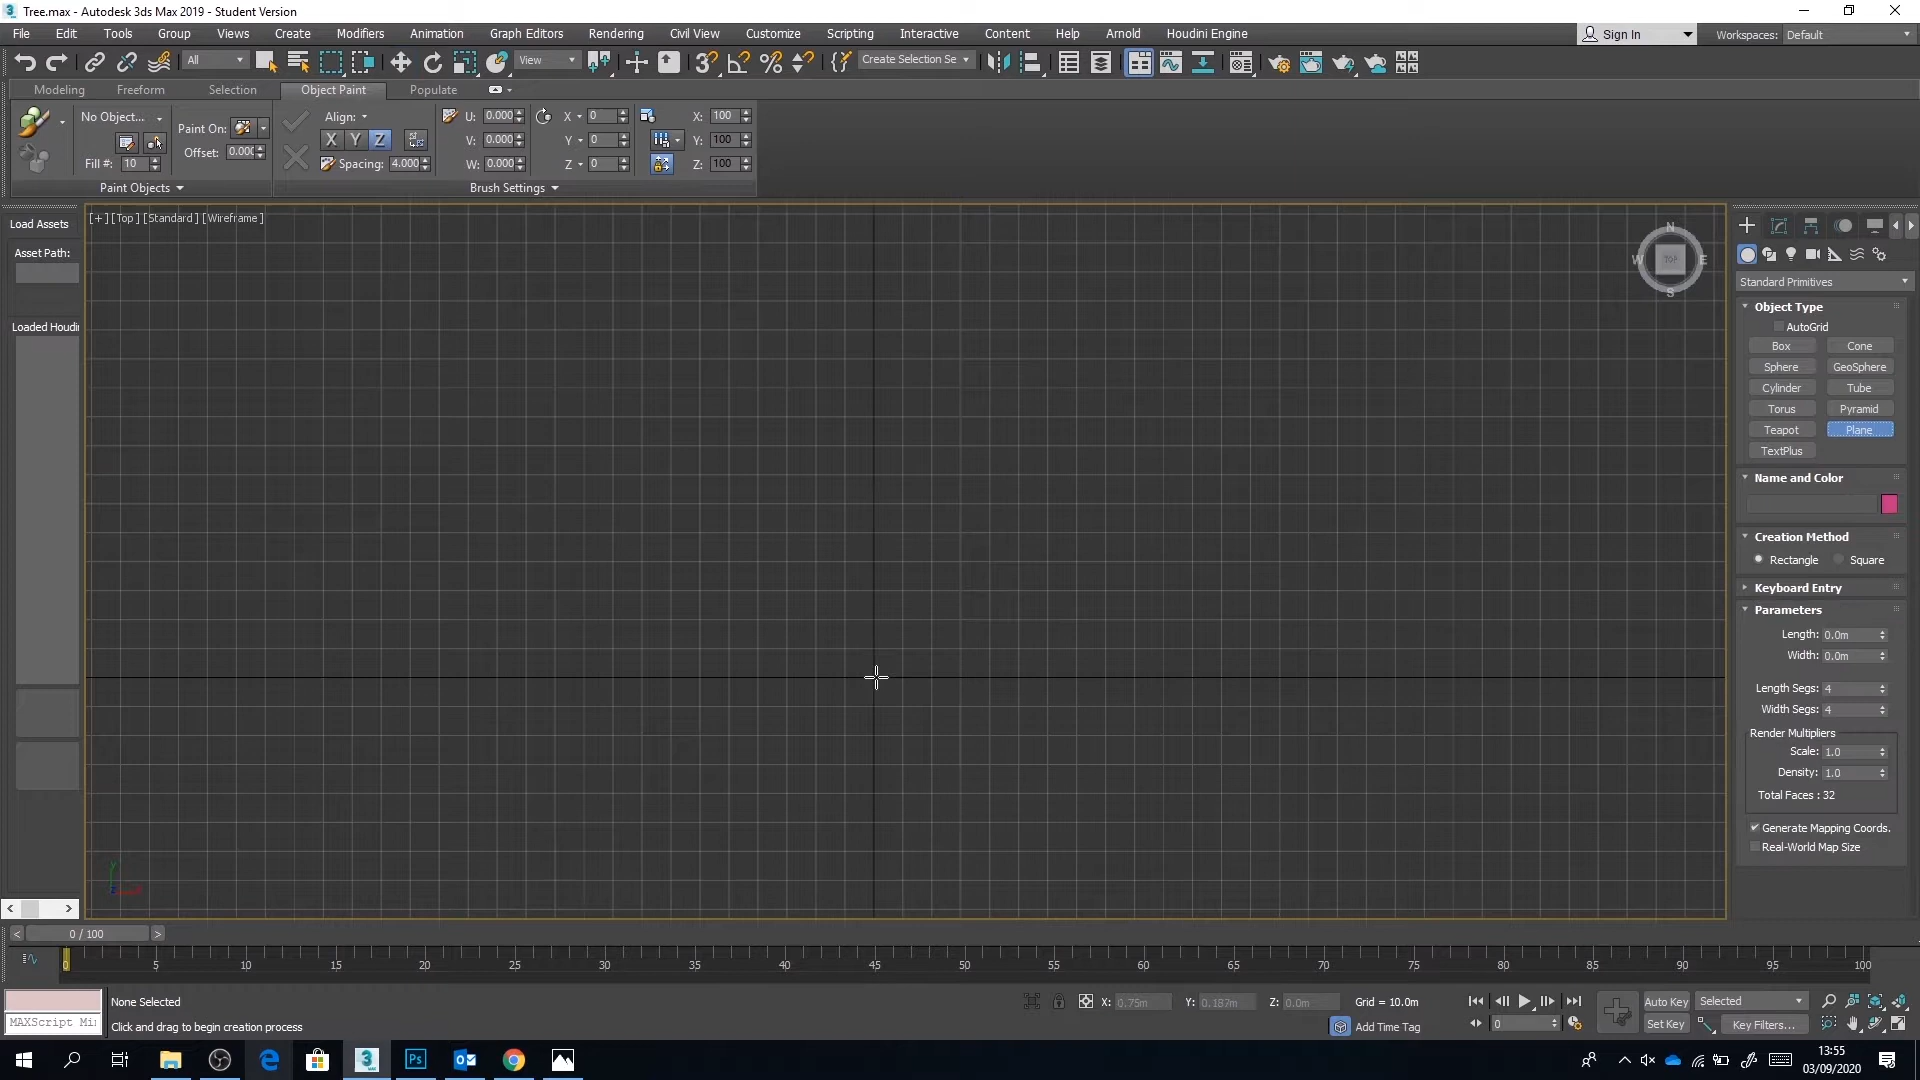 Tree.max - Autodesk 3ds Max 2019 - Student Version
File Edit Tools Group Views Create Modifiers Animation Graph Editors Rendering Civil View Customize Scripting Interactive Content Help Arnold Houdini Engine Sign In Workspaces: Default
All View Create Selection Se
Modeling Freeform Selection Object Paint Populate
No Object... Paint On: Align: U: 0.000 X 0 X: 100
X Y Z V: 0.000 Y 0 Y: 100
Offset: 0.000
Fill #: 10 Spacing: 4.000 W: 0.000 Z 0 Z: 100
Paint Objects Brush Settings
[+] [Top] [Standard] [Wireframe]
Load Assets
Asset Path:
Loaded Houdi
N
W TOP E
S
Standard Primitives
Object Type
AutoGrid
Box Cone
Sphere GeoSphere
Cylinder Tube
Torus Pyramid
Teapot Plane
TextPlus
Name and Color
Creation Method
Rectangle Square
Keyboard Entry
Parameters
Length: 0.0m
Width: 0.0m
Length Segs: 4
Width Segs: 4
Render Multipliers
Scale: 1.0
Density: 1.0
Total Faces : 32
Generate Mapping Coords.
Real-World Map Size
< >
< 0 / 100 >
0 5 10 15 20 25 30 35 40 45 50 55 60 65 70 75 80 85 90 95 100
None Selected X: 0.75m Y: 0.187m Z: 0.0m Grid = 10.0m Auto Key Selected
MAXScript Mi Click and drag to begin creation process Add Time Tag 0 Set Key Key Filters...
3 MAX Ps
13:55
03/09/2020